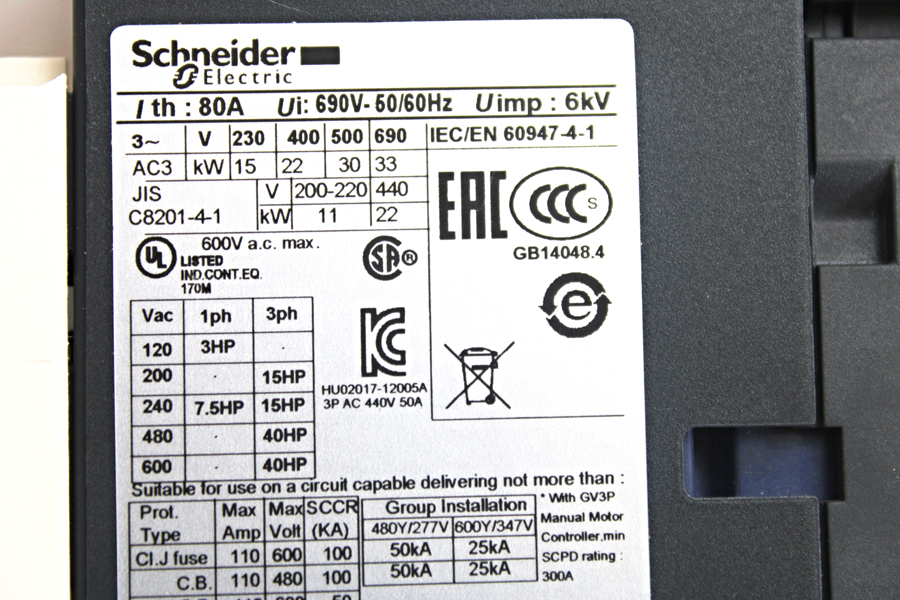 Schneider
Electric
Ith : 80A Ui: 690V- 50/60Hz Uimp : 6kV
3~ V 230 400 500 690 IEC/EN 60947-4-1
AC3 kW 15 22 30 33
JIS V 200-220 440
C8201-4-1 kW 11 22
EAC CCC S
GB14048.4
UL 600V a.c. max.
LISTED
IND.CONT.EQ.
170M
SA ®
e
Vac 1ph 3ph
120 3HP .
200 . 15HP
240 7.5HP 15HP
480 . 40HP
600 . 40HP
KC
HU02017-12005A
3P AC 440V 50A
Suitable for use on a circuit capable delivering not more than :
Prot. Type Max Amp Max Volt SCCR (KA)
CI.J fuse 110 600 100
C.B. 110 480 100
Group Installation
480Y/277V 600Y/347V
50kA 25kA
50kA 25kA
* With GV3P
Manual Motor
Controller,min
SCPD rating :
300A